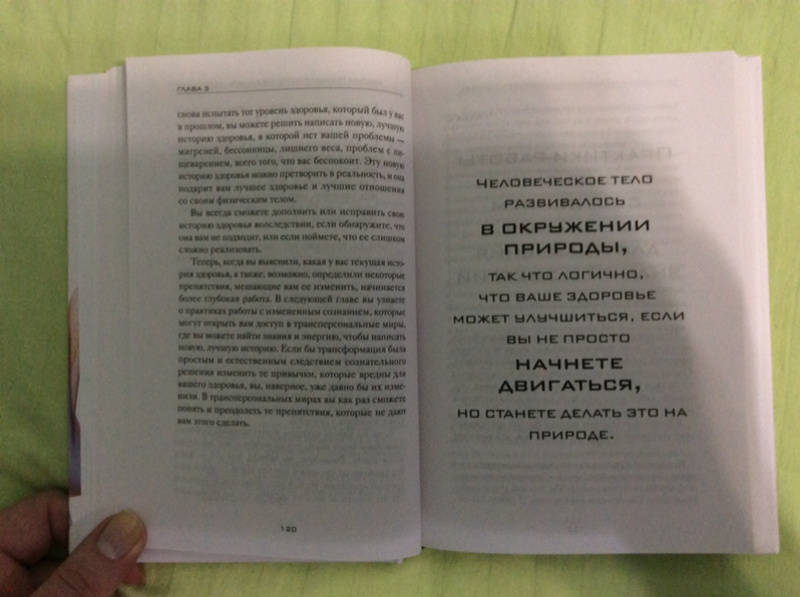 ГЛАВА 3
снова испытать тот уровень здоровья, который был у вас
в прошлом, вы можете решить написать новую, лучшую
историю здоровья, в которой нет вашей проблемы —
мигреней, бессонницы, лишнего веса, проблем с пи-
щеварением, всего того, что вас беспокоит. Эту новую
историю здоровья можно претворить в реальность, и она
подарит вам лучшее здоровье и лучшие отношения
со своим физическим телом.
Вы всегда сможете дополнить или исправить свою
историю здоровья впоследствии, если обнаружите, что
она вам не подходит, или если поймете, что ее слишком
сложно реализовать.
Теперь, когда вы выяснили, какая у вас текущая исто-
рия здоровья, а также, возможно, определили некоторые
препятствия, мешающие вам ее изменить, начинается
более глубокая работа. В следующей главе вы узнаете
о практиках работы с измененным сознанием, которые
могут открыть вам доступ в трансперсональные миры,
где вы можете найти знания и энергию, чтобы написать
новую, лучшую историю. Если бы трансформация была
простым и естественным следствием сознательного
решения изменить те привычки, которые вредны для
вашего здоровья, вы, наверное, уже давно бы их изме-
нили. В трансперсональных мирах вы как раз сможете
понять и преодолеть те препятствия, которые не дают
вам этого сделать.
120
ЧЕЛОВЕЧЕСКОЕ ТЕЛО
РАЗВИВАЛОСЬ
В ОКРУЖЕНИИ
ПРИРОДЫ,
ТАК ЧТО ЛОГИЧНО,
ЧТО ВАШЕ ЗДОРОВЬЕ
МОЖЕТ УЛУЧШИТЬСЯ, ЕСЛИ
ВЫ НЕ ПРОСТО
НАЧНЕТЕ
ДВИГАТЬСЯ,
НО СТАНЕТЕ ДЕЛАТЬ ЭТО НА
ПРИРОДЕ.